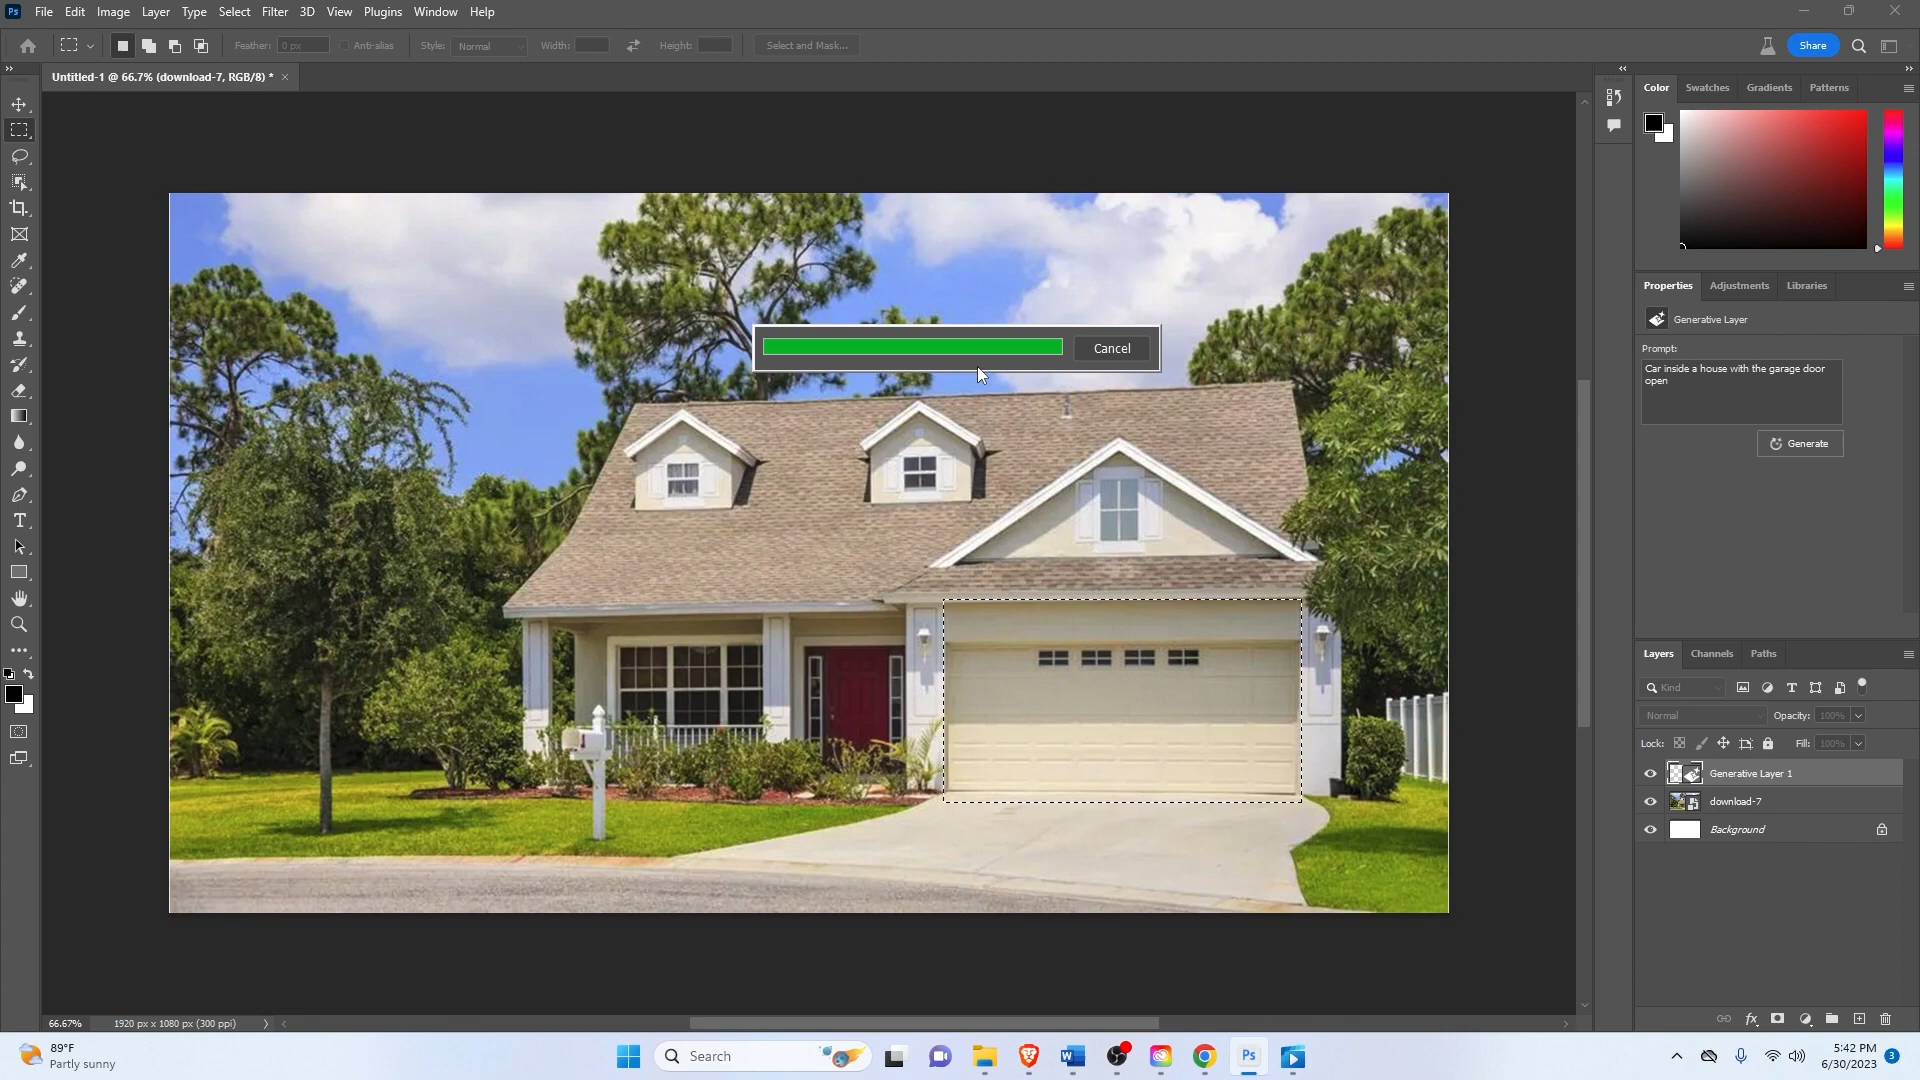 Ps File Edit Image Layer Type Select Filter 3D View Plugins Window Help
Feather: 0 px Anti-alias Style: Normal Width: Height: Select and Mask... Share
Untitled-1 @ 66.7% (download-7, RGB/8) *
Color Swatches Gradients Patterns
Properties Adjustments Libraries
Generative Layer
Prompt:
Car inside a house with the garage door
open
Generate
Cancel
Layers Channels Paths
Kind
Normal Opacity: 100%
Lock: Fill: 100%
Generative Layer 1
download-7
Background
66.67% 1920 px x 1080 px (300 ppi)
89°F
Partly sunny
Search
Ps
5:42 PM
6/30/2023
3